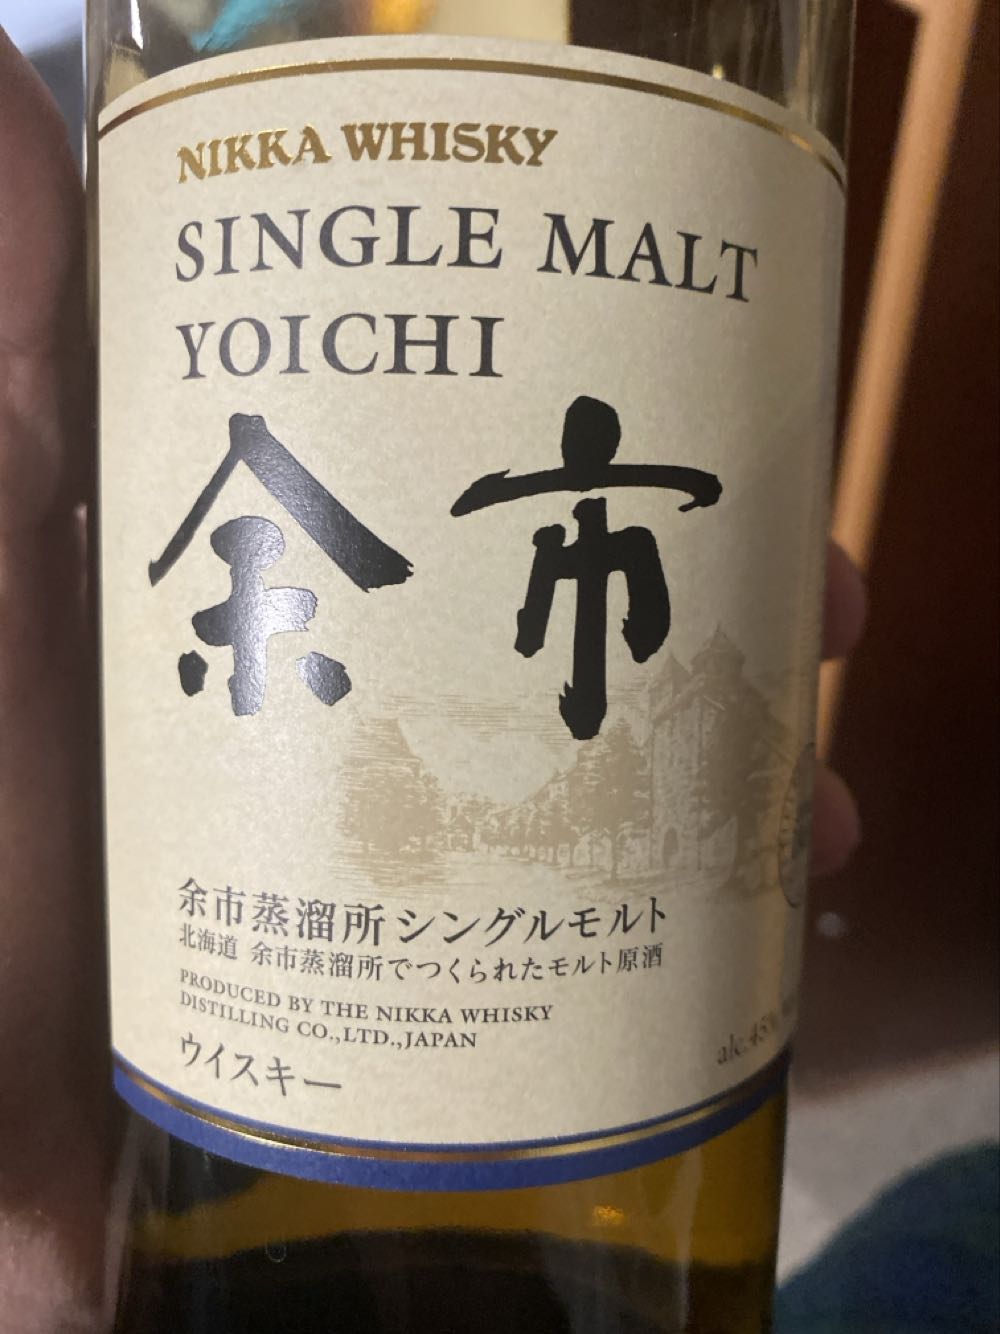 NIKKA WHISKY
SINGLE MALT
YOICHI
余市
余市蒸溜所シングルモルト
北海道 余市蒸溜所でつくられたモルト原酒
PRODUCED BY THE NIKKA WHISKY
DISTILLING CO.,LTD.,JAPAN
ウイスキー
alc.45%